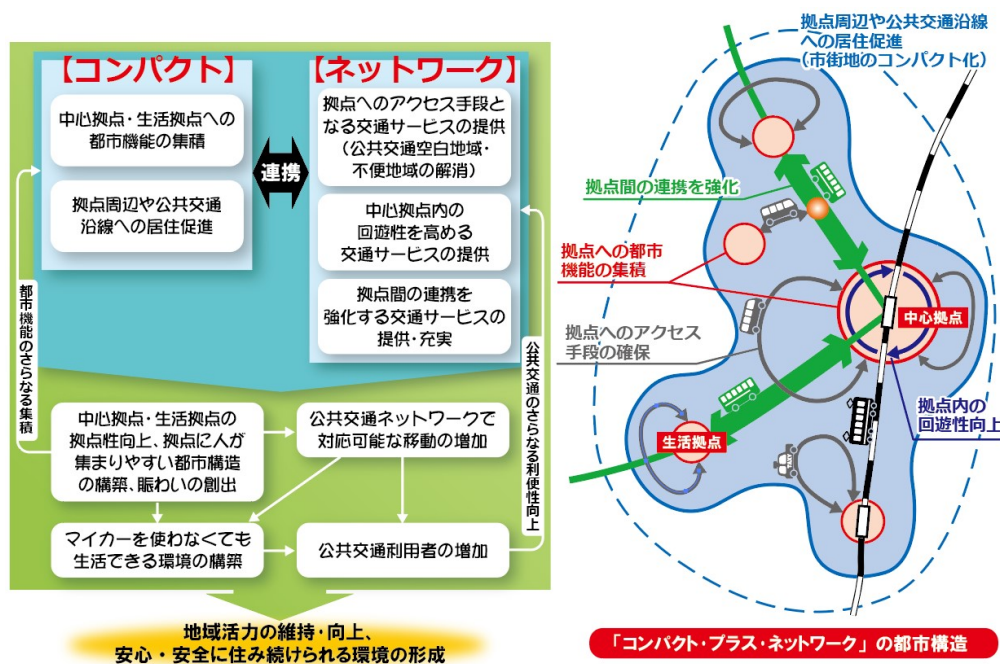 【コンパクト】
中心拠点・生活拠点への
都市機能の集積
拠点周辺や公共交通
沿線への居住促進
連携
【ネットワーク】
拠点へのアクセス手段と
なる交通サービスの提供
(公共交通空白地域・
不便地域の解消)
中心拠点内の
回遊性を高める
交通サービスの提供
拠点間の連携を
強化する交通サービスの
提供・充実
都市機能のさらなる集積
公共交通のさらなる利便性向上
中心拠点・生活拠点の
拠点性向上、拠点に人が
集まりやすい都市構造
の構築、賑わいの創出
公共交通ネットワークで
対応可能な移動の増加
マイカーを使わなくても
生活できる環境の構築
公共交通利用者の増加
地域活力の維持・向上、
安心・安全に住み続けられる環境の形成
拠点周辺や公共交通沿線
への居住促進
(市街地のコンパクト化)
拠点間の連携を強化
拠点への都市
機能の集積
中心拠点
拠点へのアクセス
手段の確保
拠点内の
回遊性向上
生活拠点
「コンパクト・プラス・ネットワーク」の都市構造